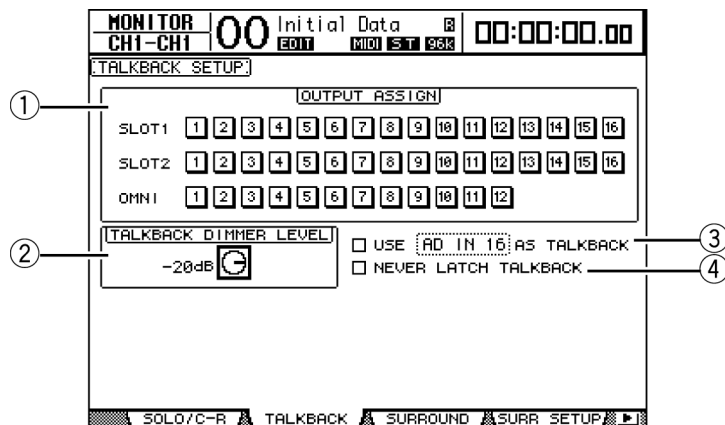 MONITOR
CH1-CH1
00 Initial Data B
EDIT MIDI ST 96K
00:00:00.00
TALKBACK SETUP
OUTPUT ASSIGN
SLOT1 1 2 3 4 5 6 7 8 9 10 11 12 13 14 15 16
SLOT2 1 2 3 4 5 6 7 8 9 10 11 12 13 14 15 16
OMNI 1 2 3 4 5 6 7 8 9 10 11 12
TALKBACK DIMMER LEVEL
-20dB
USE AD IN 16 AS TALKBACK
NEVER LATCH TALKBACK
SOLO/C-R TALKBACK SURROUND SURR SETUP
1
2
3
4